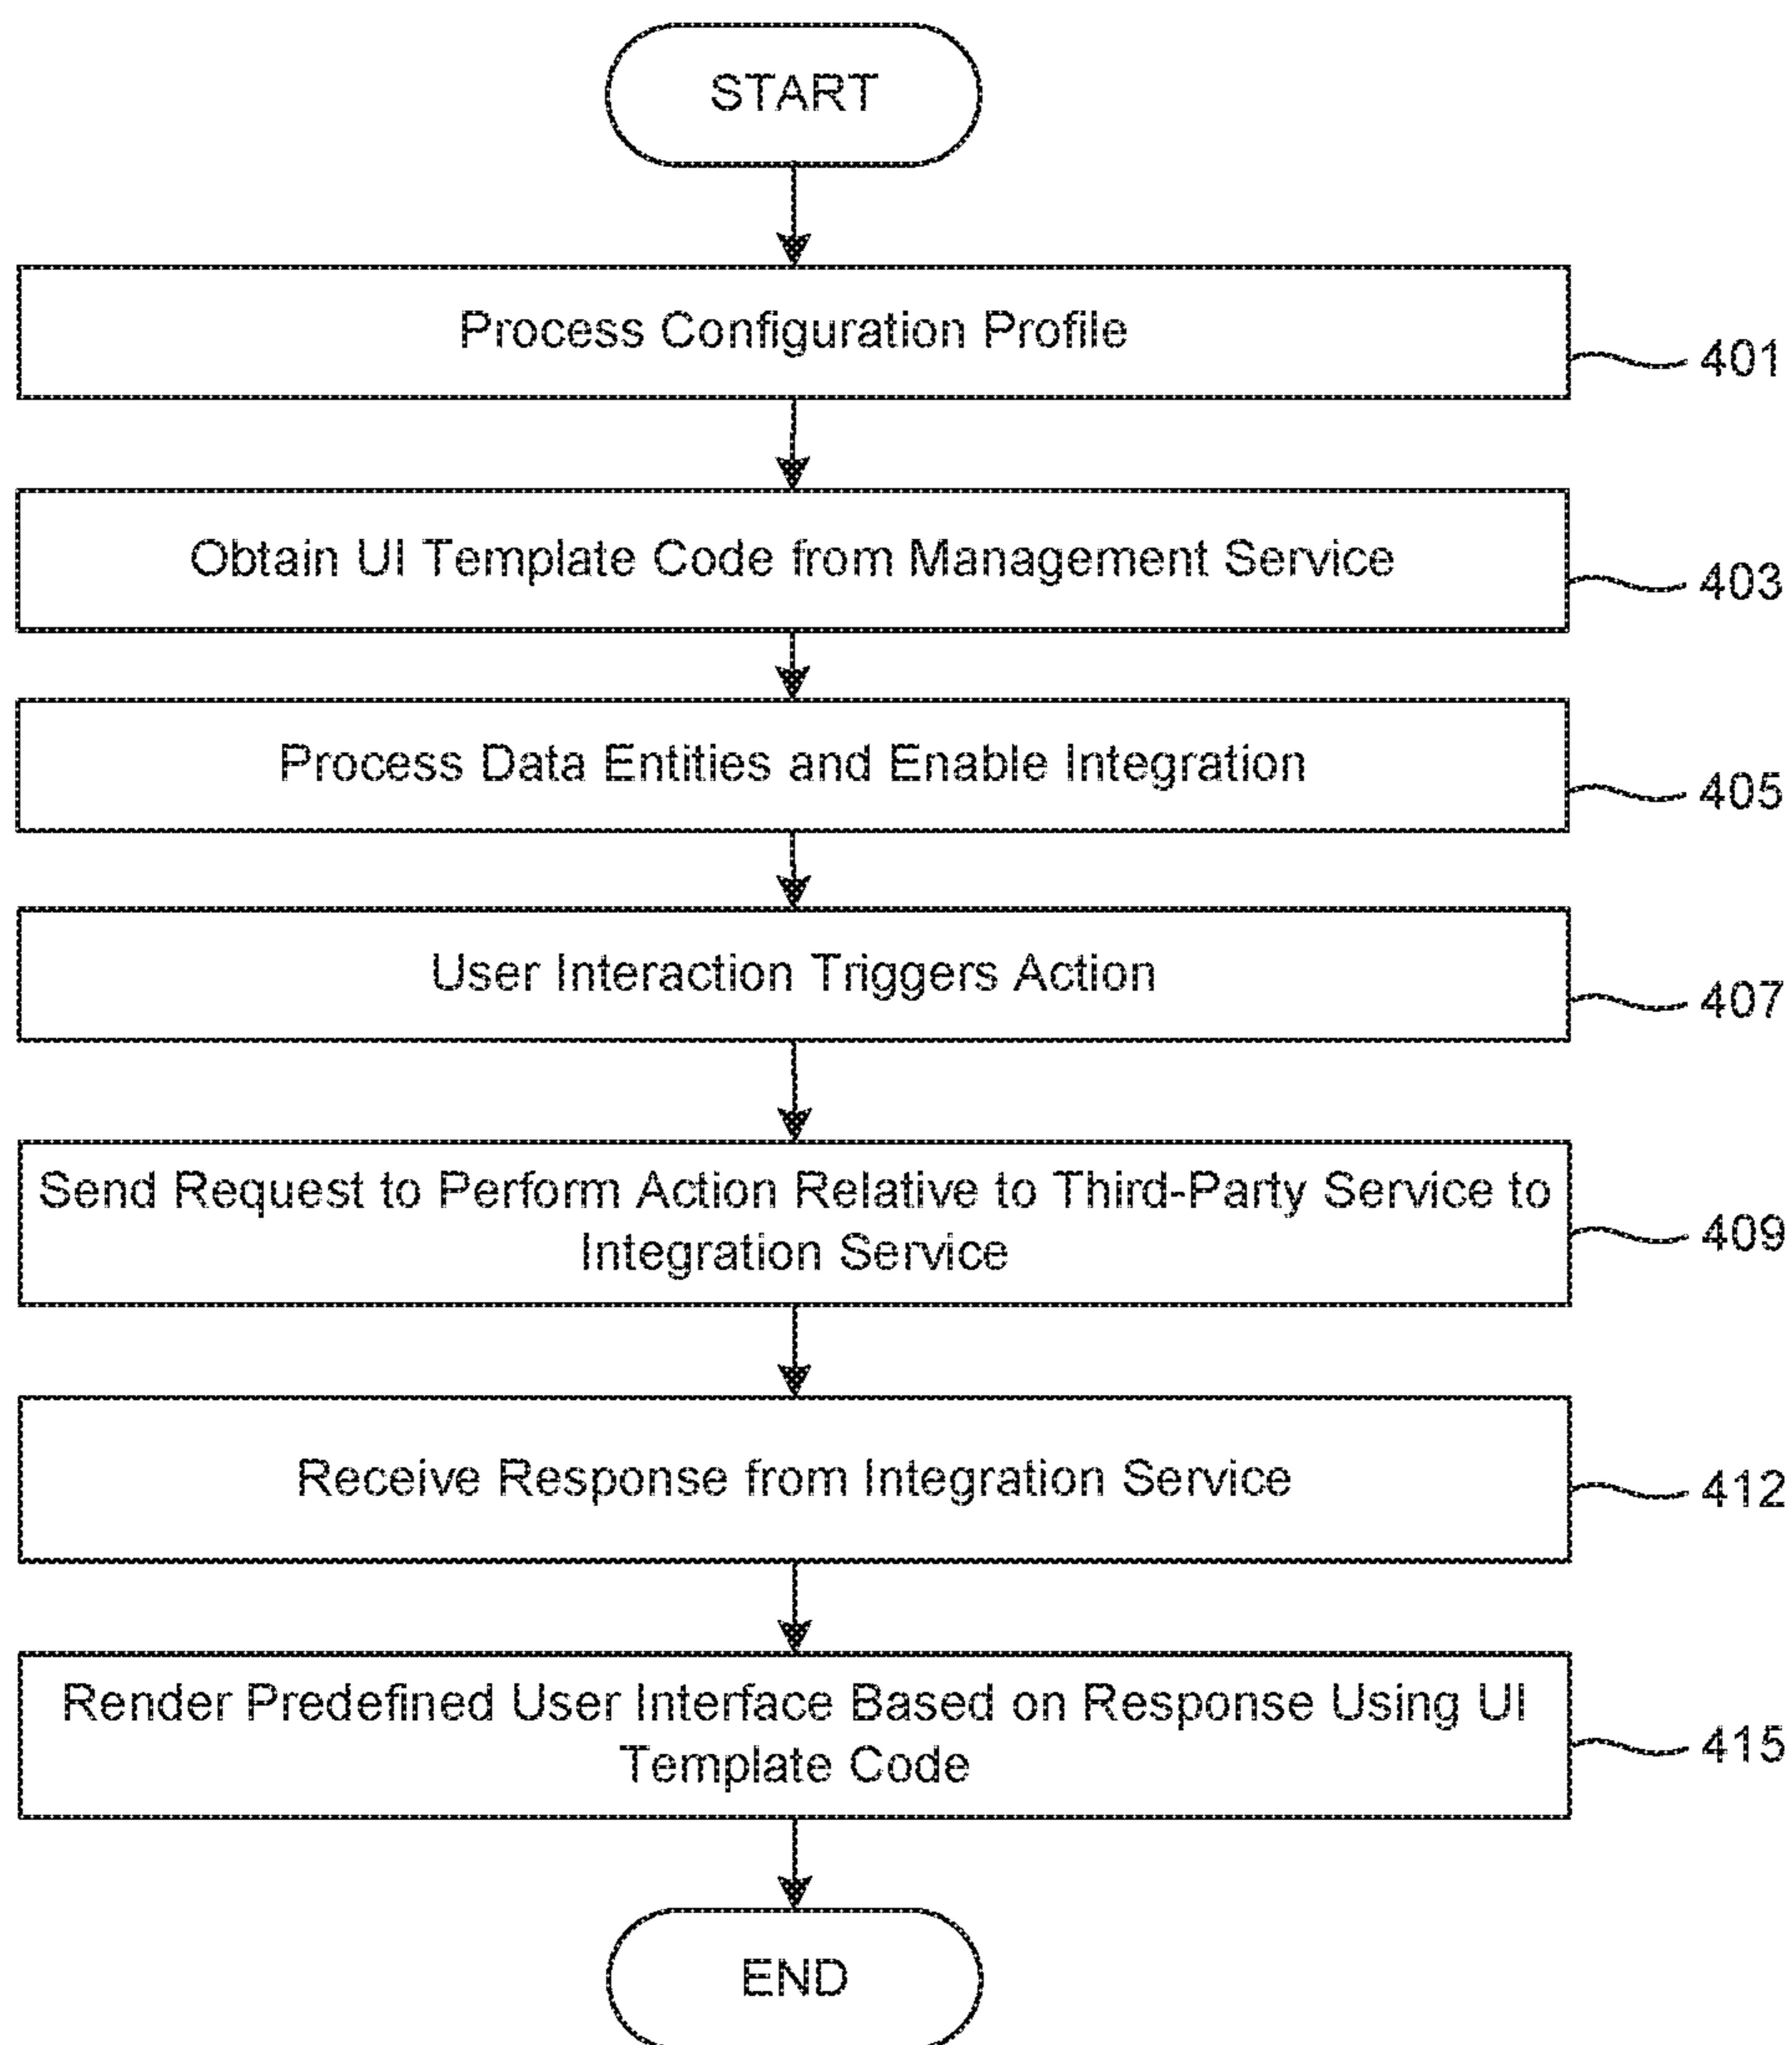 START
Process Configuration Profile
401
Obtain UI Template Code from Management Service
403
Process Data Entities and Enable Integration
405
User Interaction Triggers Action
407
Send Request to Perform Action Relative to Third-Party Service to
Integration Service
409
Receive Response from Integration Service
412
Render Predefined User Interface Based on Response Using UI
Template Code
415
END